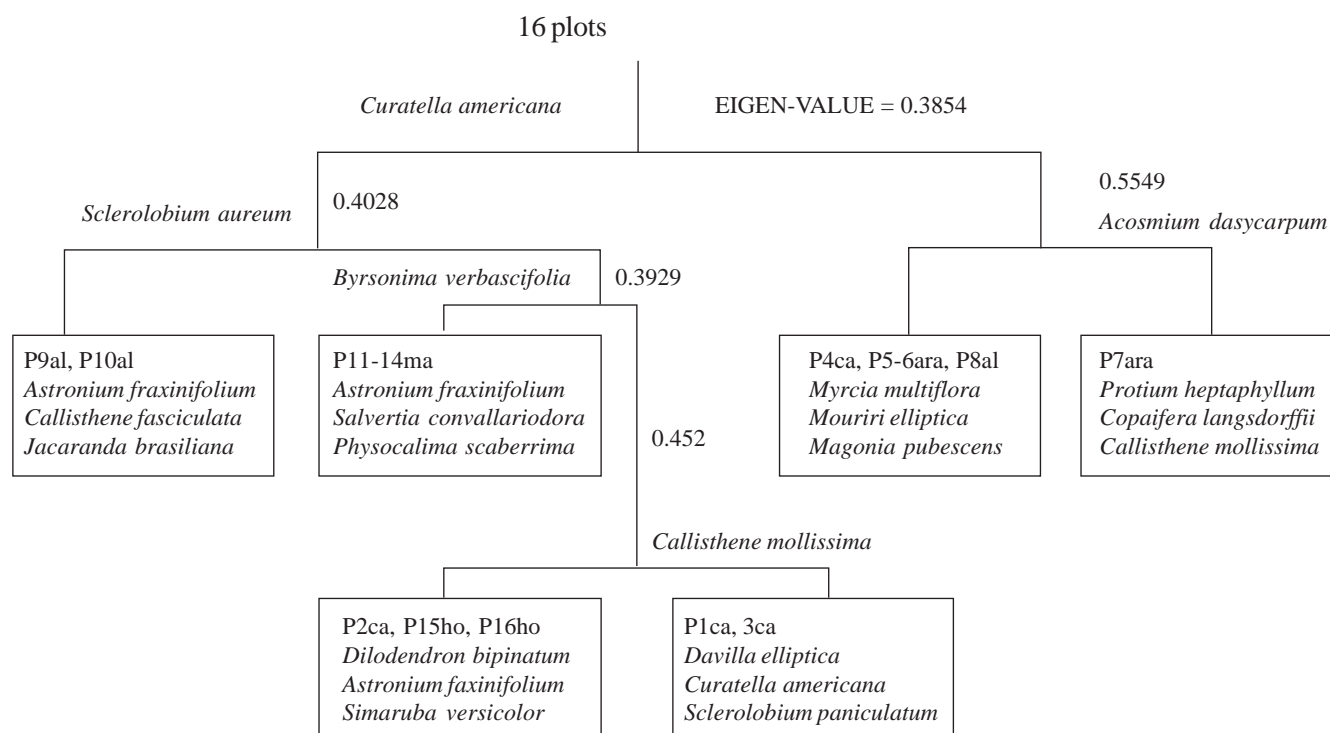 16 plots
Curatella americana
EIGEN-VALUE = 0.3854
0.4028
0.5549
Sclerolobium aureum
Acosmium dasycarpum
Byrsonima verbascifolia
0.3929
P9al, P10al
Astronium fraxinifolium
Callisthene fasciculata
Jacaranda brasiliana
P11-14ma
Astronium fraxinifolium
Salvertia convallariodora
Physocalima scaberrima
P4ca, P5-6ara, P8al
Myrcia multiflora
Mouriri elliptica
Magonia pubescens
P7ara
Protium heptaphyllum
Copaifera langsdorffii
Callisthene mollissima
0.452
Callisthene mollissima
P2ca, P15ho, P16ho
Dilodendron bipinatum
Astronium faxinifolium
Simaruba versicolor
P1ca, 3ca
Davilla elliptica
Curatella americana
Sclerolobium paniculatum